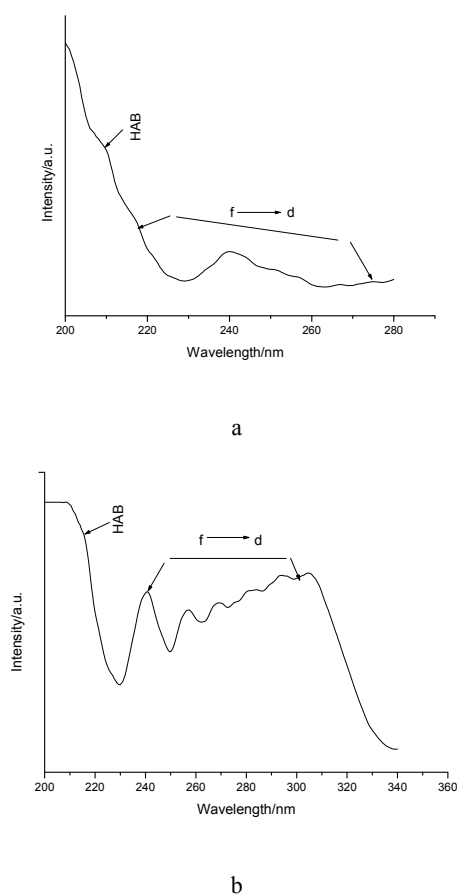 Intensity/a.u.
HAB
f d
200 220 240 260 280
Wavelength/nm
a
Intensity/a.u.
HAB
f d
200 220 240 260 280 300 320 340 360
Wavelength/nm
b